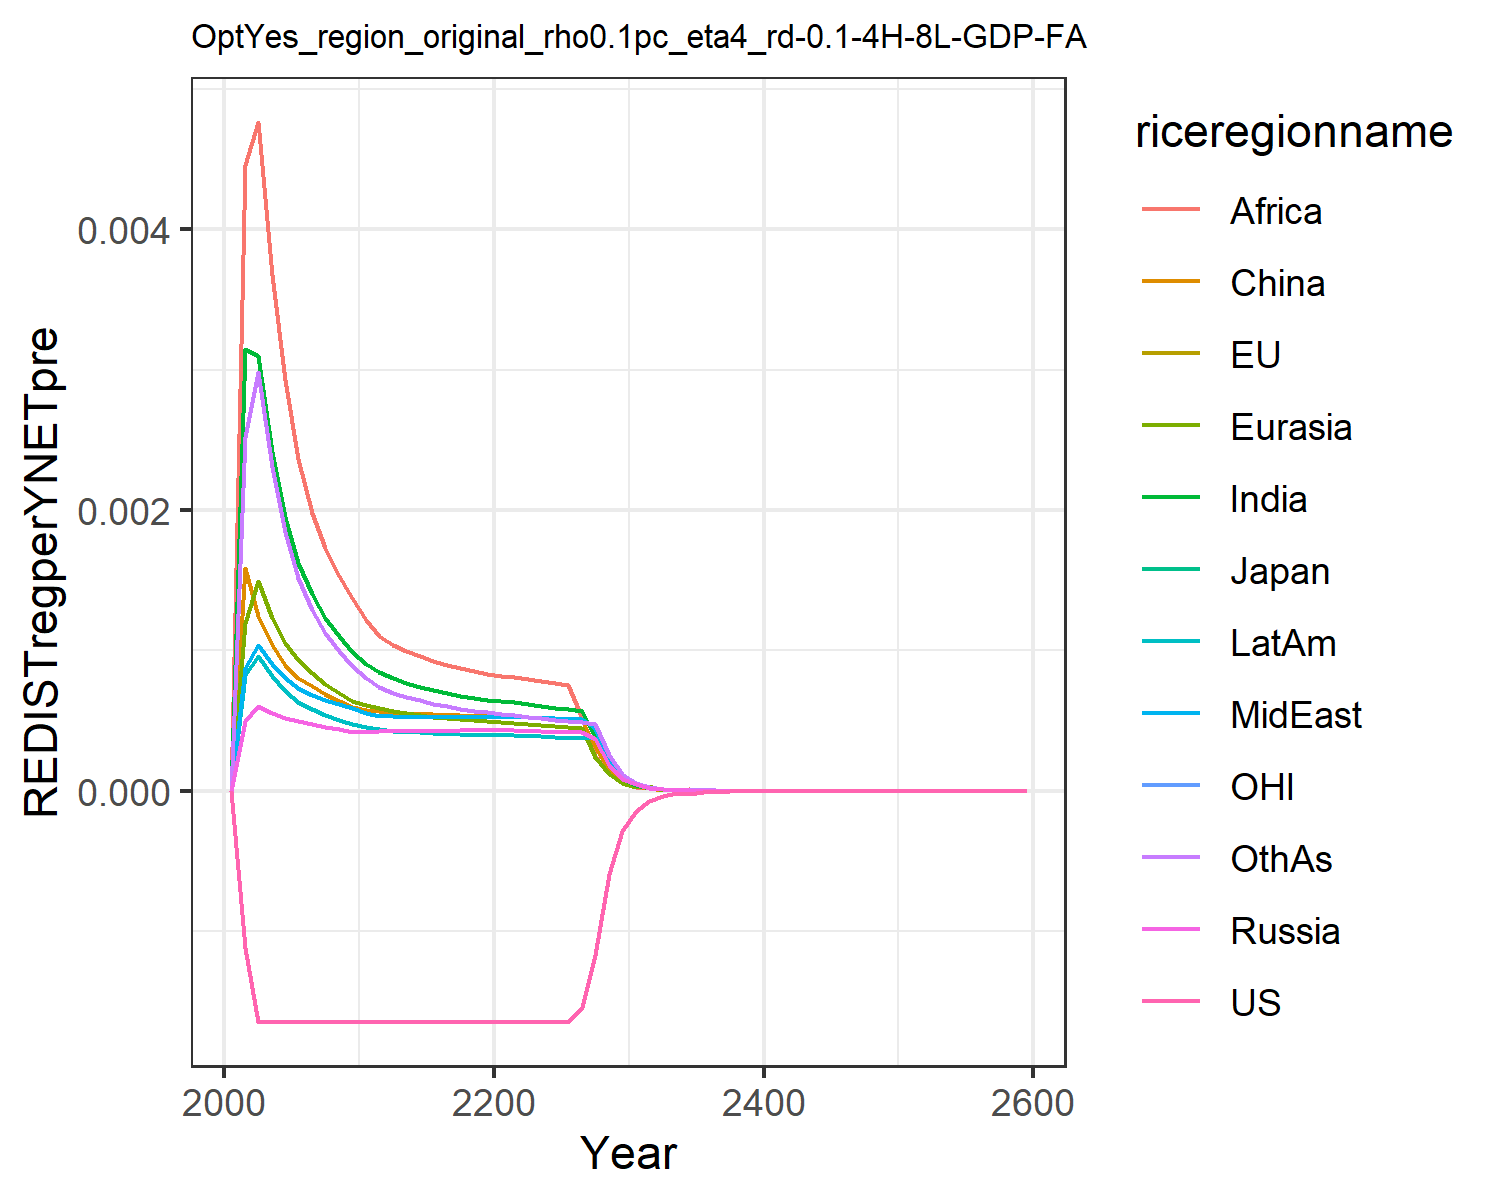 OptYes_region_original_rho0.1pc_eta4_rd-0.1-4H-8L-GDP-FA
REDISTregperYNETpre
0.004
0.002
0.000
2000 2200 2400 2600
Year
riceregionname
Africa
China
EU
Eurasia
India
Japan
LatAm
MidEast
OHI
OthAs
Russia
US